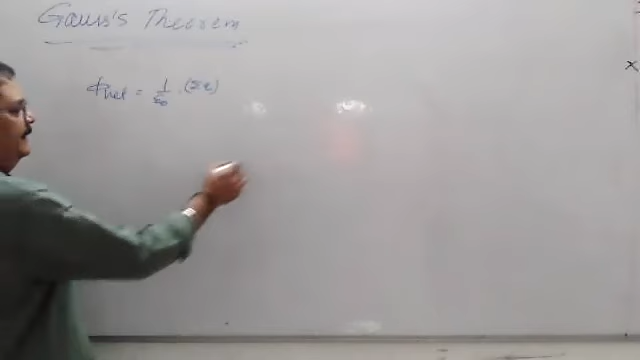 Gauss's Theorem
ϕnet = 1/ε₀ · (Σq)
x